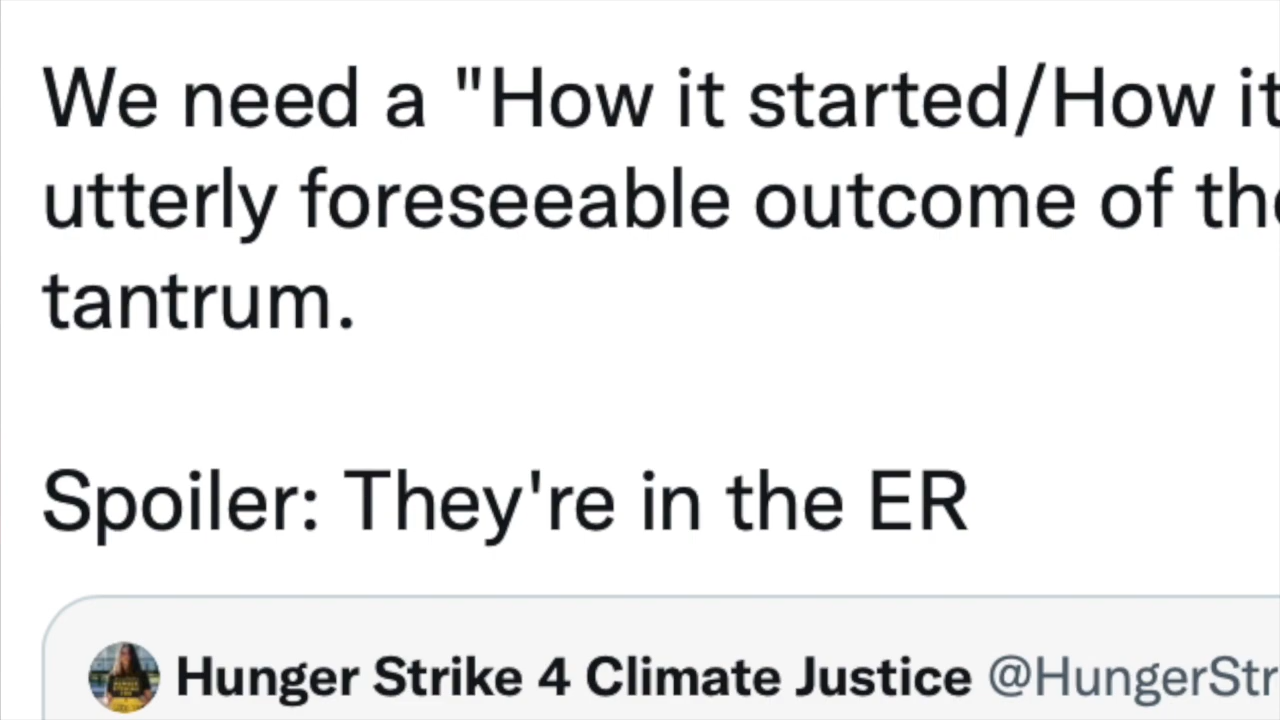 We need a "How it started/How it
utterly foreseeable outcome of the
tantrum.
Spoiler: They're in the ER
Hunger Strike 4 Climate Justice @HungerStr